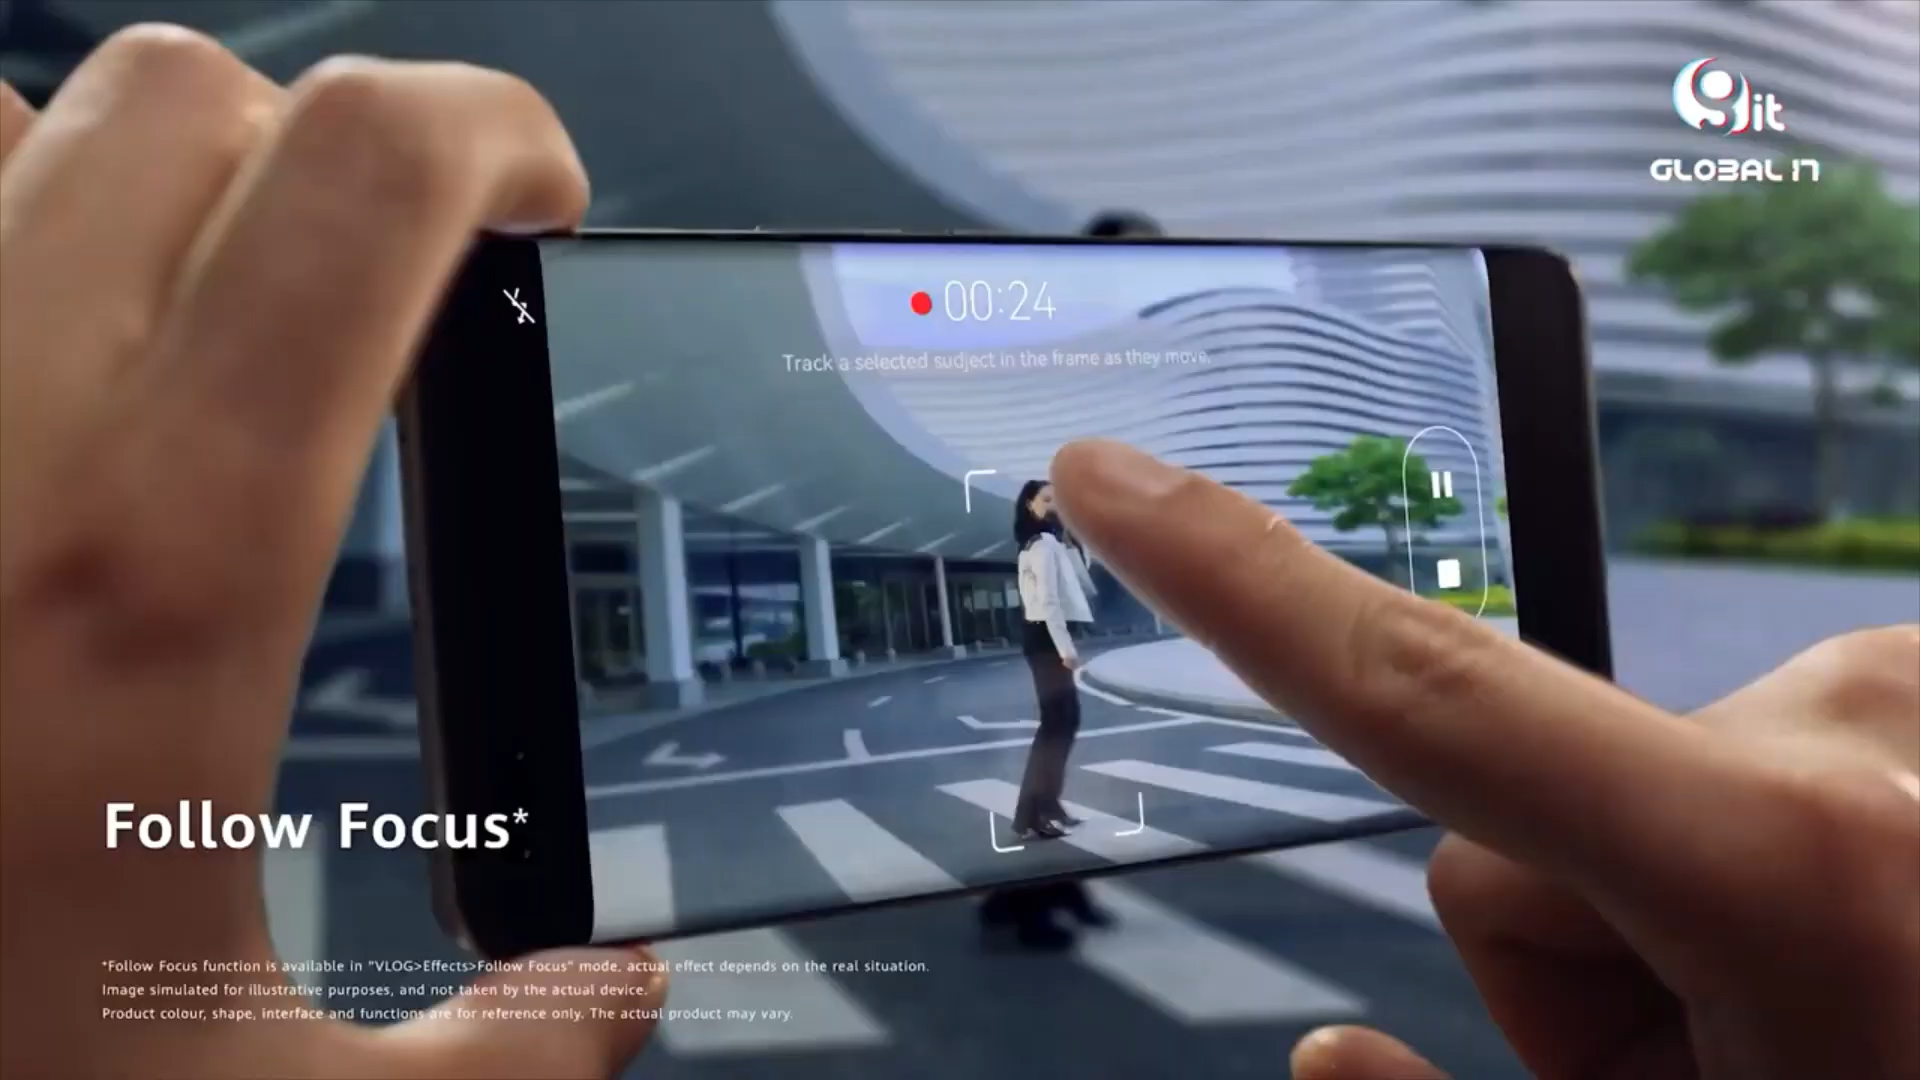 git
GLOBAL 17
00:24
Track a selected sudject in the frame as they move.
Follow Focus*
*Follow Focus function is available in "VLOG>Effects>Follow Focus" mode, actual effect depends on the real situation.
Image simulated for illustrative purposes, and not taken by the actual device.
Product colour, shape, interface and functions are for reference only. The actual product may vary.